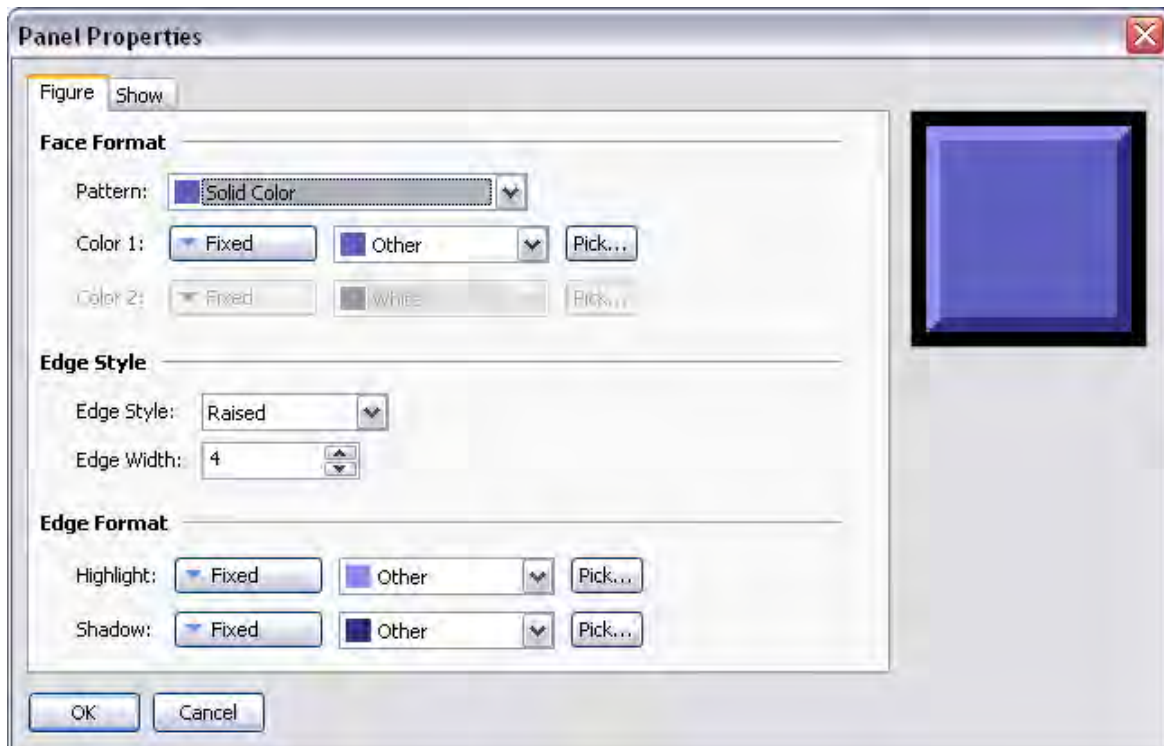 Panel Properties
Figure Show
Face Format
Pattern: Solid Color
Color 1: Fixed Other Pick...
Color 2: Fixed White Pick...
Edge Style
Edge Style: Raised
Edge Width: 4
Edge Format
Highlight: Fixed Other Pick...
Shadow: Fixed Other Pick...
OK Cancel